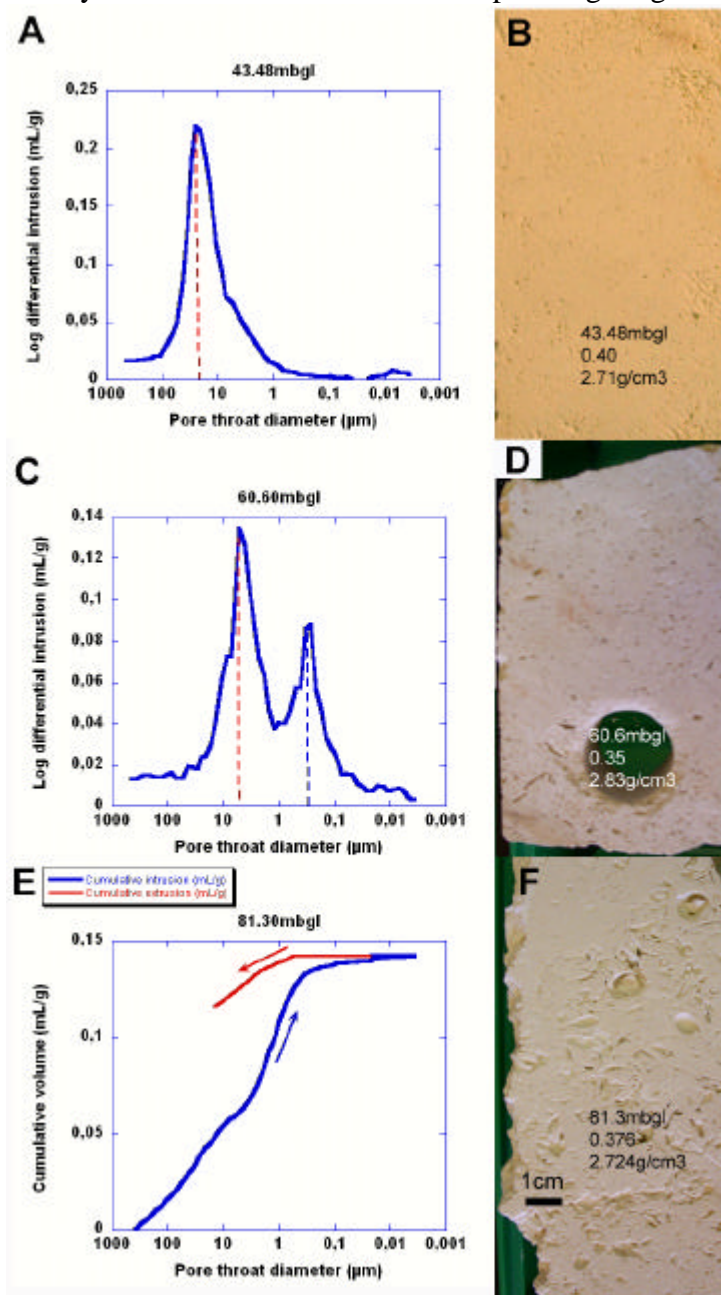 A
43.48mbgl
Log differential intrusion (mL/g)
0,25
0,2
0,15
0,1
0,05
0
1000 100 10 1 0,1 0,01 0,001
Pore throat diameter (µm)
B
43.48mbgl
0.40
2.71g/cm3
C
60.60mbgl
Log differential intrusion (mL/g)
0,14
0,12
0,1
0,08
0,06
0,04
0,02
0
1000 100 10 1 0,1 0,01 0,001
Pore throat diameter (µm)
D
60.6mbgl
0.35
2.83g/cm3
E
Cumulative intrusion (mL/g)
Cumulative extrusion (mL/g)
81.30mbgl
Cumulative volume (mL/g)
0,15
0,1
0,05
0
1000 100 10 1 0,1 0,01 0,001
Pore throat diameter (µm)
F
81.3mbgl
0.376
2.724g/cm3
1cm